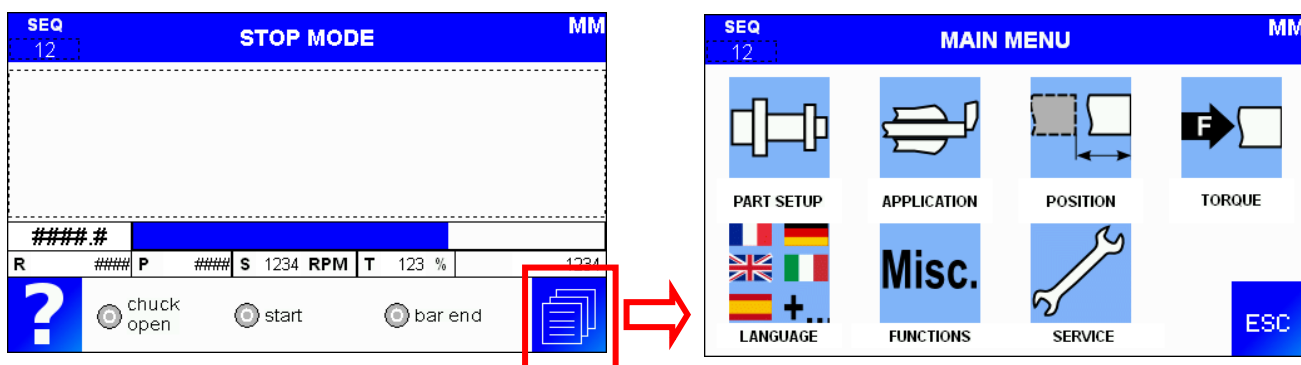 SEQ
12
STOP MODE
MM
####.#
R #### P #### S 1234 RPM T 123 % 1234
?
chuck open
start
bar end
SEQ
12
MAIN MENU
MM
F
PART SETUP
APPLICATION
POSITION
TORQUE
+...
Misc.
LANGUAGE
FUNCTIONS
SERVICE
ESC